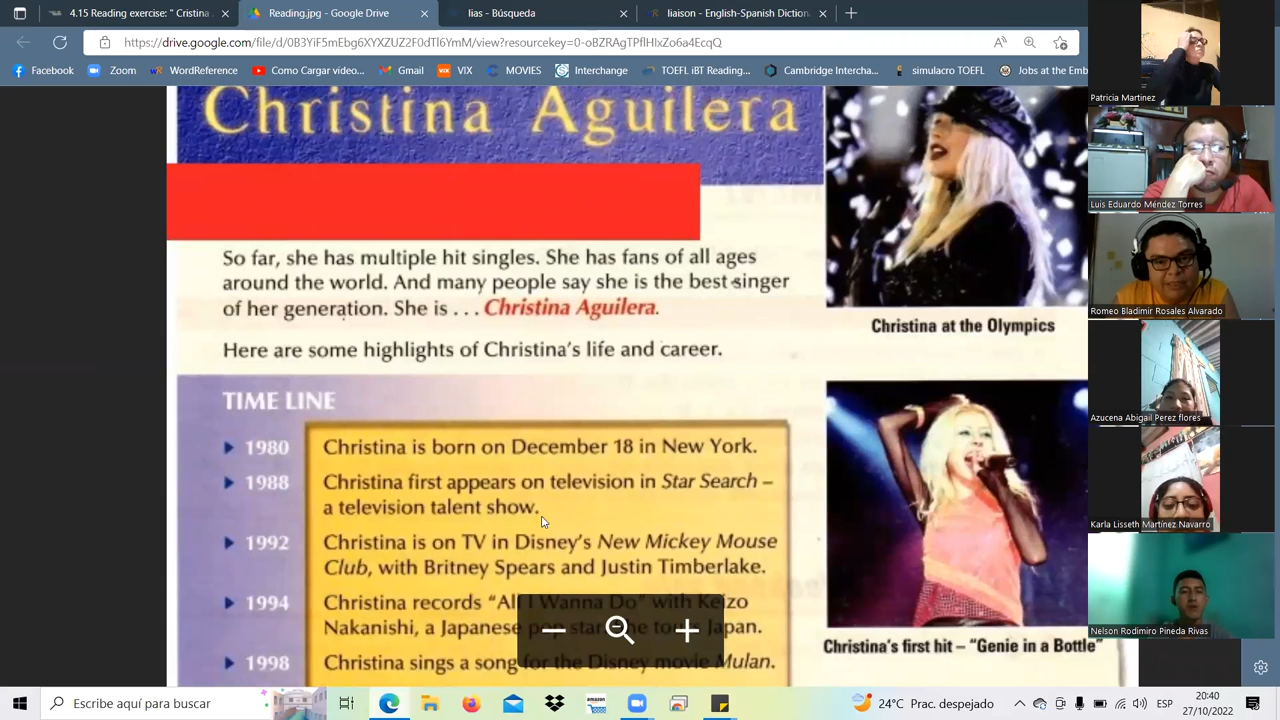 4.15 Reading exercise: " Cristina
Reading.jpg - Google Drive
lias - Búsqueda
liaison - English-Spanish Dictionar
https://drive.google.com/file/d/0B3YiF5mEbg6XYXZUZ2F0dTl6YmM/view?resourcekey=0-oBZRAgTPflHIxZo6a4EcqQ
Facebook
Zoom
WordReference
Como Cargar video...
Gmail
VIX
MOVIES
Interchange
TOEFL iBT Reading...
Cambridge Intercha...
simulacro TOEFL
Jobs at the Emb
Christina Aguilera
So far, she has multiple hit singles. She has fans of all ages
around the world. And many people say she is the best singer
of her generation. She is . . . Christina Aguilera.
Here are some highlights of Christina's life and career.
Christina at the Olympics
TIME LINE
1980 Christina is born on December 18 in New York.
1988 Christina first appears on television in Star Search –
a television talent show.
1992 Christina is on TV in Disney's New Mickey Mouse
Club, with Britney Spears and Justin Timberlake.
1994 Christina records "All I Wanna Do" with Keizo
Nakanishi, a Japanese pop star. She tours Japan.
1998 Christina sings a song for the Disney movie Mulan.
Christina's first hit – "Genie in a Bottle"
Patricia Martinez
Luis Eduardo Méndez Torres
Romeo Bladimir Rosales Alvarado
Azucena Abigail Perez flores
Karla Lisseth Martínez Navarro
Nelson Rodimiro Pineda Rivas
Escribe aquí para buscar
24°C Prac. despejado
ESP
20:40
27/10/2022